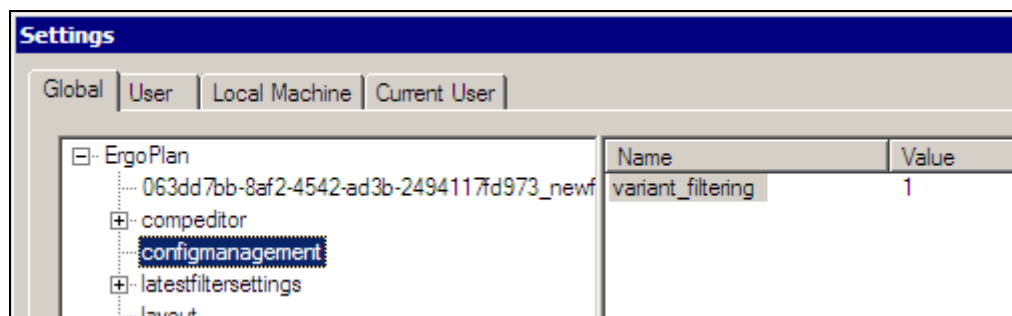 Settings
Global User Local Machine Current User
ErgoPlan Name Value
063dd7bb-8af2-4542-ad3b-2494117fd973_newf variant_filtering 1
compeditor
configmanagement
latestfiltersettings
layout